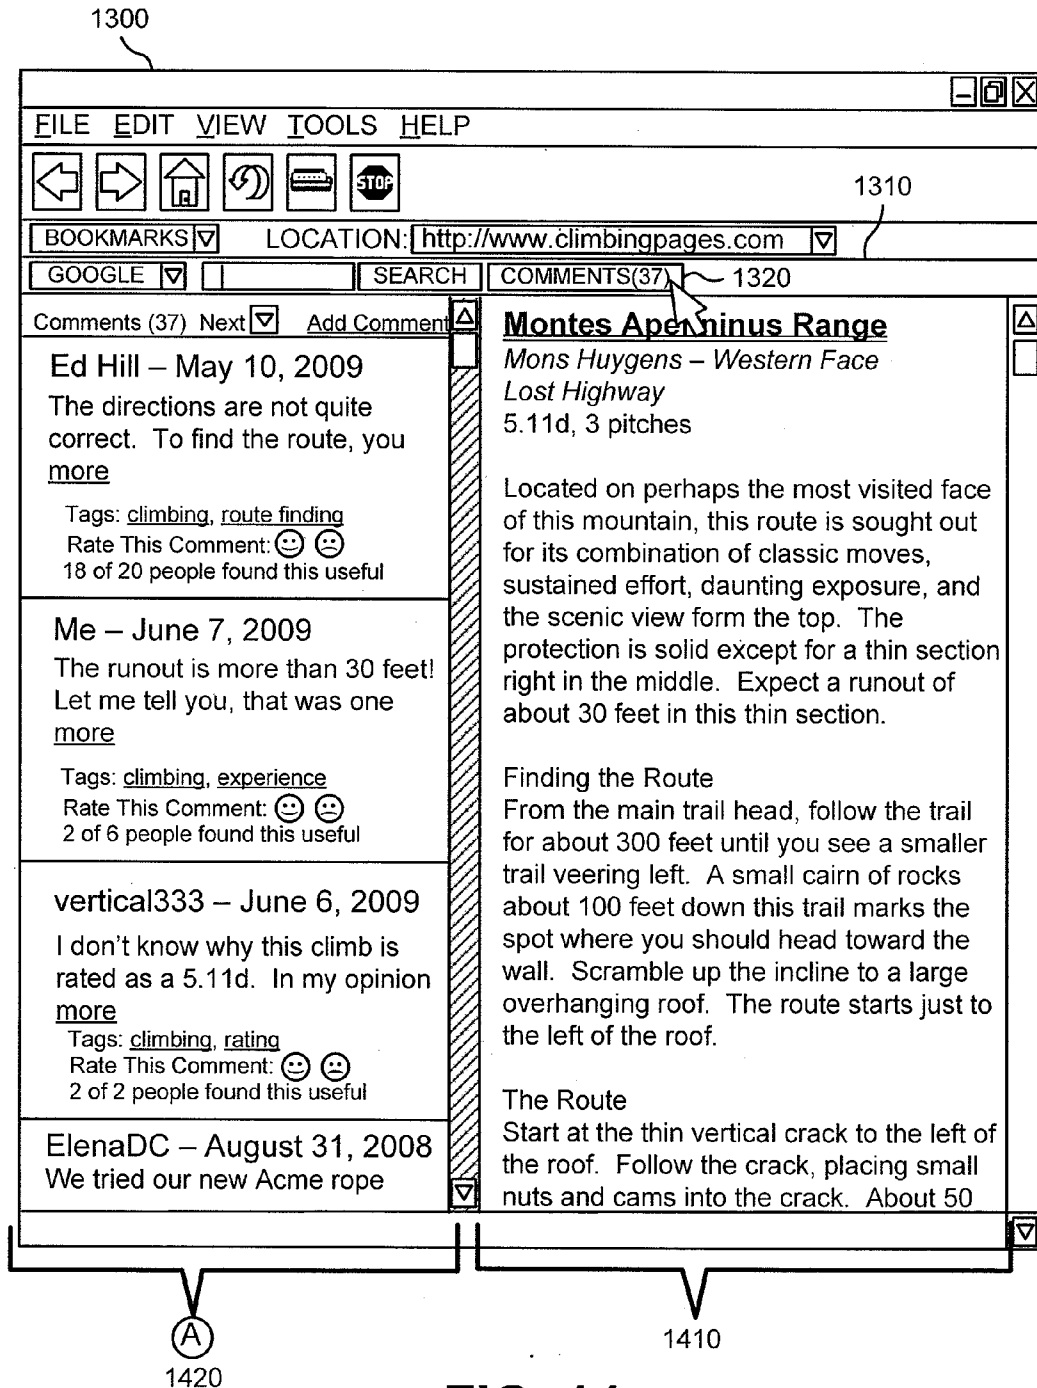 1300
FILE EDIT VIEW TOOLS HELP
STOP
1310
BOOKMARKS LOCATION: http://www.climbingpages.com
GOOGLE SEARCH COMMENTS(37) 1320
Comments (37) Next Add Comment
Ed Hill – May 10, 2009
The directions are not quite
correct. To find the route, you
more
Tags: climbing, route finding
Rate This Comment:
18 of 20 people found this useful
Me – June 7, 2009
The runout is more than 30 feet!
Let me tell you, that was one
more
Tags: climbing, experience
Rate This Comment:
2 of 6 people found this useful
vertical333 – June 6, 2009
I don't know why this climb is
rated as a 5.11d. In my opinion
more
Tags: climbing, rating
Rate This Comment:
2 of 2 people found this useful
ElenaDC – August 31, 2008
We tried our new Acme rope
Montes Apenninus Range
Mons Huygens – Western Face
Lost Highway
5.11d, 3 pitches
Located on perhaps the most visited face
of this mountain, this route is sought out
for its combination of classic moves,
sustained effort, daunting exposure, and
the scenic view form the top. The
protection is solid except for a thin section
right in the middle. Expect a runout of
about 30 feet in this thin section.
Finding the Route
From the main trail head, follow the trail
for about 300 feet until you see a smaller
trail veering left. A small cairn of rocks
about 100 feet down this trail marks the
spot where you should head toward the
wall. Scramble up the incline to a large
overhanging roof. The route starts just to
the left of the roof.
The Route
Start at the thin vertical crack to the left of
the roof. Follow the crack, placing small
nuts and cams into the crack. About 50
A
1420
1410